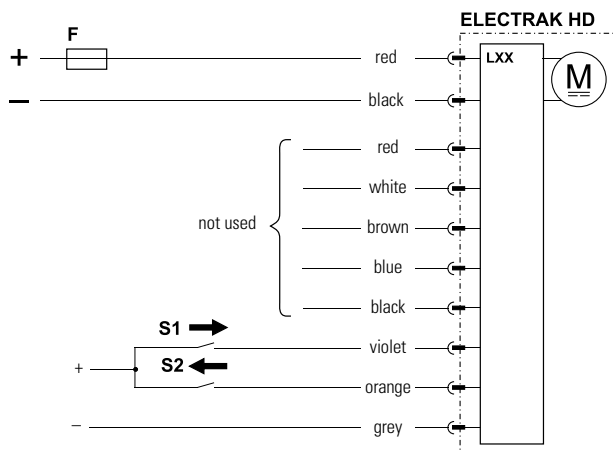 ELECTRAK HD
F
+ red LXX
M
− black
red
white
not used brown
blue
black
S1 violet
+ S2
orange
− grey